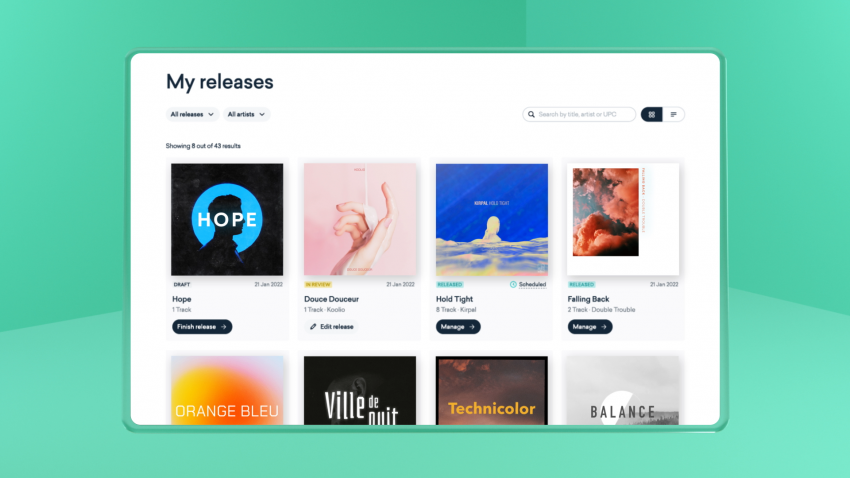 My releases
All releases
All artists
Search by title, artist or UPC
Showing 8 out of 43 results
HOPE
KIRPAL HOLE TIGHT
DRAFT
21 Jan 2022
Hope
1 Track
Finish release
IN REVIEW
21 Jan 2022
Douce Douceur
1 Track · Koolio
Edit release
RELEASED
Scheduled
Hold Tight
8 Track · Kirpal
Manage
RELEASED
21 Jan 2022
Falling Back
2 Track · Double Trouble
Manage
ORANGE BLEU
Ville de
nuit
Technicolor
BALANCE